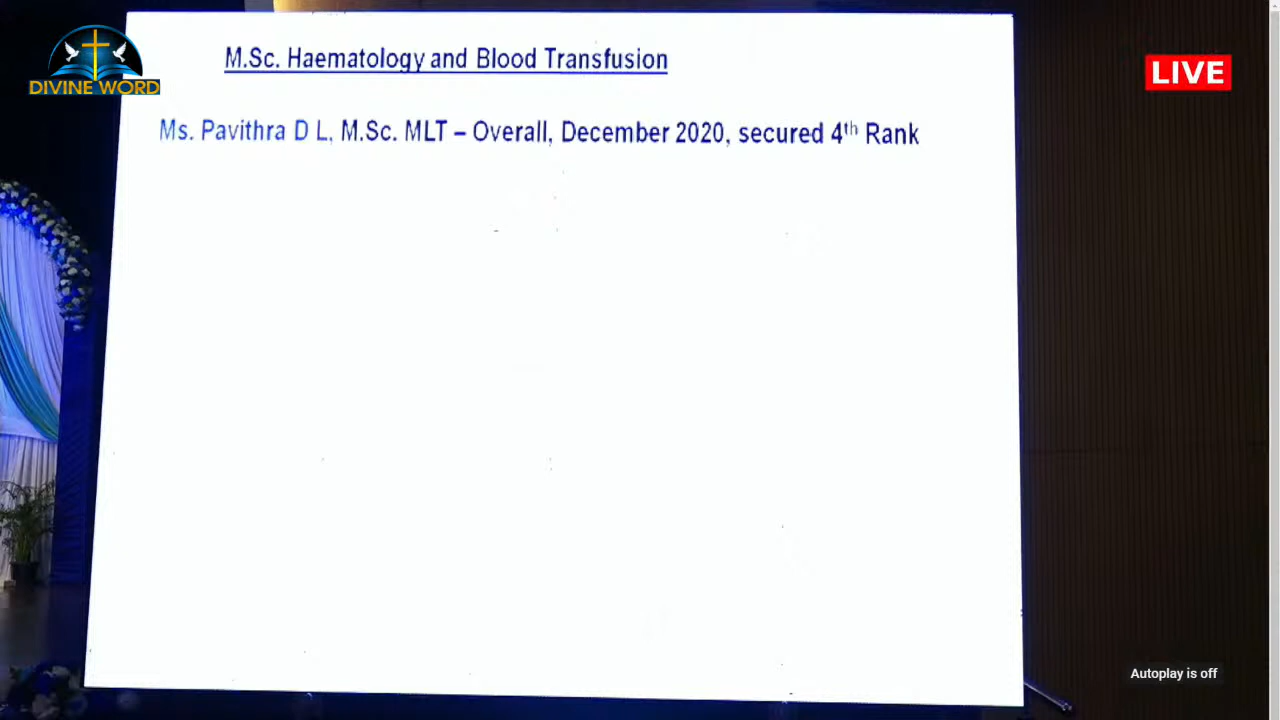 M.Sc. Haematology and Blood Transfusion
DIVINE WORD
LIVE
Ms. Pavithra D L, M.Sc. MLT – Overall, December 2020, secured 4th Rank
Autoplay is off